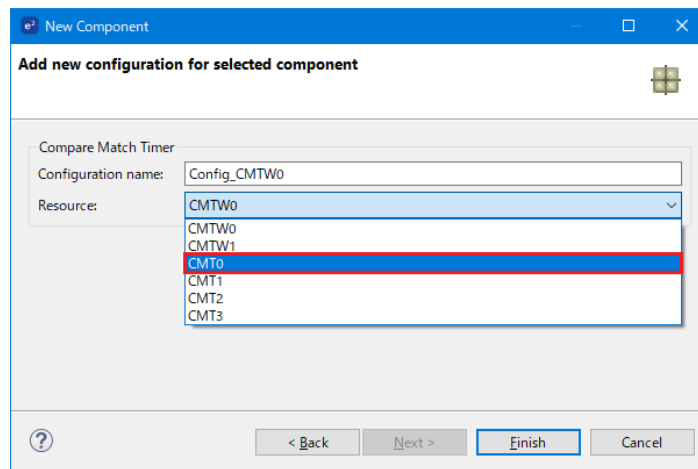 e² New Component
Add new configuration for selected component
Compare Match Timer
Configuration name: Config_CMTW0
Resource: CMTW0
CMTW0
CMTW1
CMT0
CMT1
CMT2
CMT3
? < Back Next > Finish Cancel